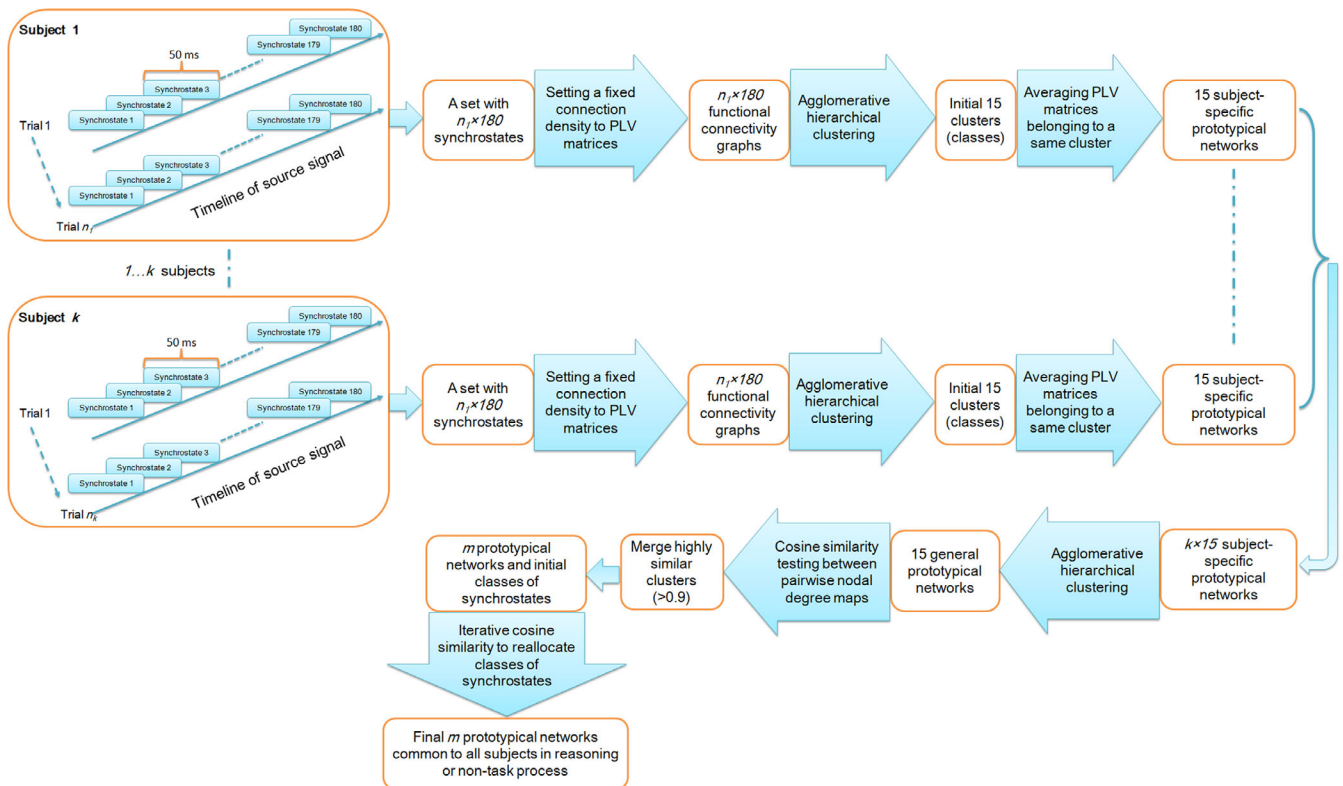 Subject 1
Synchrostate 180
Synchrostate 179
50 ms
Synchrostate 3
Synchrostate 2
Synchrostate 1
Trial 1
Synchrostate 180
Synchrostate 179
Synchrostate 3
Synchrostate 2
Synchrostate 1
Timeline of source signal
Trial n₁
A set with
n₁×180
synchrostates
Setting a fixed
connection
density to PLV
matrices
n₁×180
functional
connectivity
graphs
Agglomerative
hierarchical
clustering
Initial 15
clusters
(classes)
Averaging PLV
matrices
belonging to a
same cluster
15 subject-
specific
prototypical
networks
1...k subjects
Subject k
Synchrostate 180
Synchrostate 179
50 ms
Synchrostate 3
Synchrostate 2
Synchrostate 1
Trial 1
Synchrostate 180
Synchrostate 179
Synchrostate 3
Synchrostate 2
Synchrostate 1
Timeline of source signal
Trial nₖ
A set with
n₁×180
synchrostates
Setting a fixed
connection
density to PLV
matrices
n₁×180
functional
connectivity
graphs
Agglomerative
hierarchical
clustering
Initial 15
clusters
(classes)
Averaging PLV
matrices
belonging to a
same cluster
15 subject-
specific
prototypical
networks
k×15 subject-
specific
prototypical
networks
Agglomerative
hierarchical
clustering
15 general
prototypical
networks
Cosine similarity
testing between
pairwise nodal
degree maps
Merge highly
similar clusters
(>0.9)
m prototypical
networks and initial
classes of
synchrostates
Iterative cosine
similarity to reallocate
classes of
synchrostates
Final m prototypical networks
common to all subjects in reasoning
or non-task process